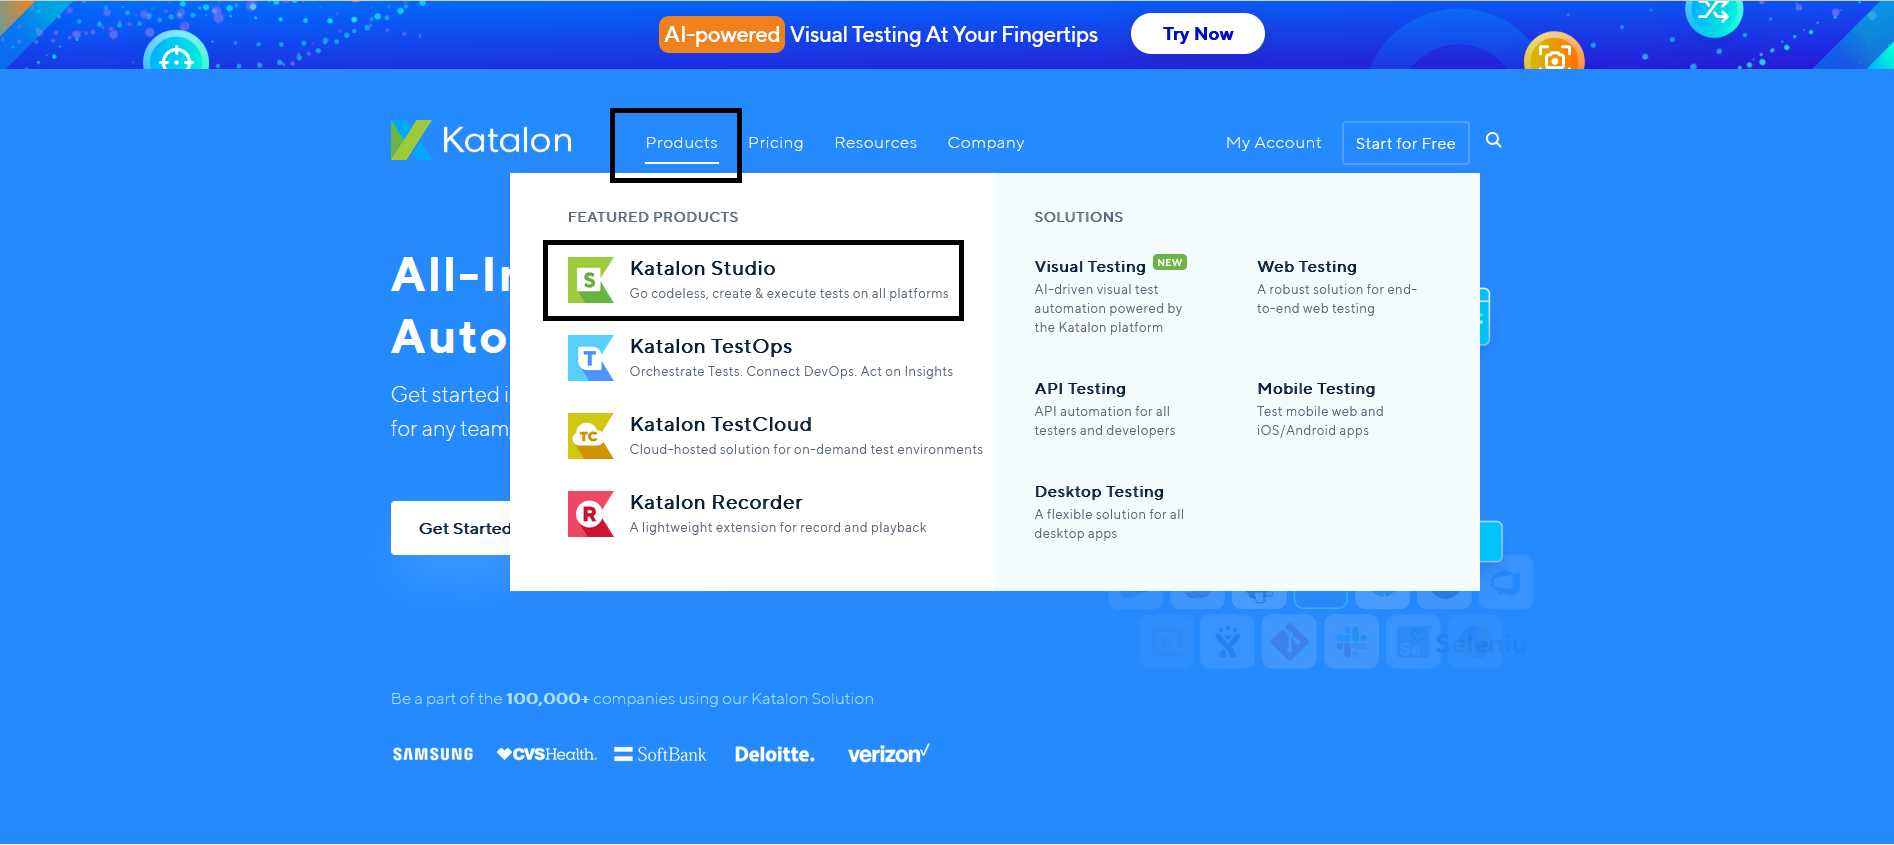 AI-powered Visual Testing At Your Fingertips Try Now
Katalon Products Pricing Resources Company My Account Start for Free
FEATURED PRODUCTS
S
Katalon Studio
Go codeless, create & execute tests on all platforms
T
Katalon TestOps
Orchestrate Tests. Connect DevOps. Act on Insights
TC
Katalon TestCloud
Cloud-hosted solution for on-demand test environments
R
Katalon Recorder
A lightweight extension for record and playback
SOLUTIONS
Visual Testing NEW
AI-driven visual test
automation powered by
the Katalon platform
Web Testing
A robust solution for end-
to-end web testing
API Testing
API automation for all
testers and developers
Mobile Testing
Test mobile web and
iOS/Android apps
Desktop Testing
A flexible solution for all
desktop apps
All-I
Auto
Get started
for any team
Get Started
Se Seleniu
Be a part of the 100,000+ companies using our Katalon Solution
SAMSUNG CVSHealth. SoftBank Deloitte. verizon